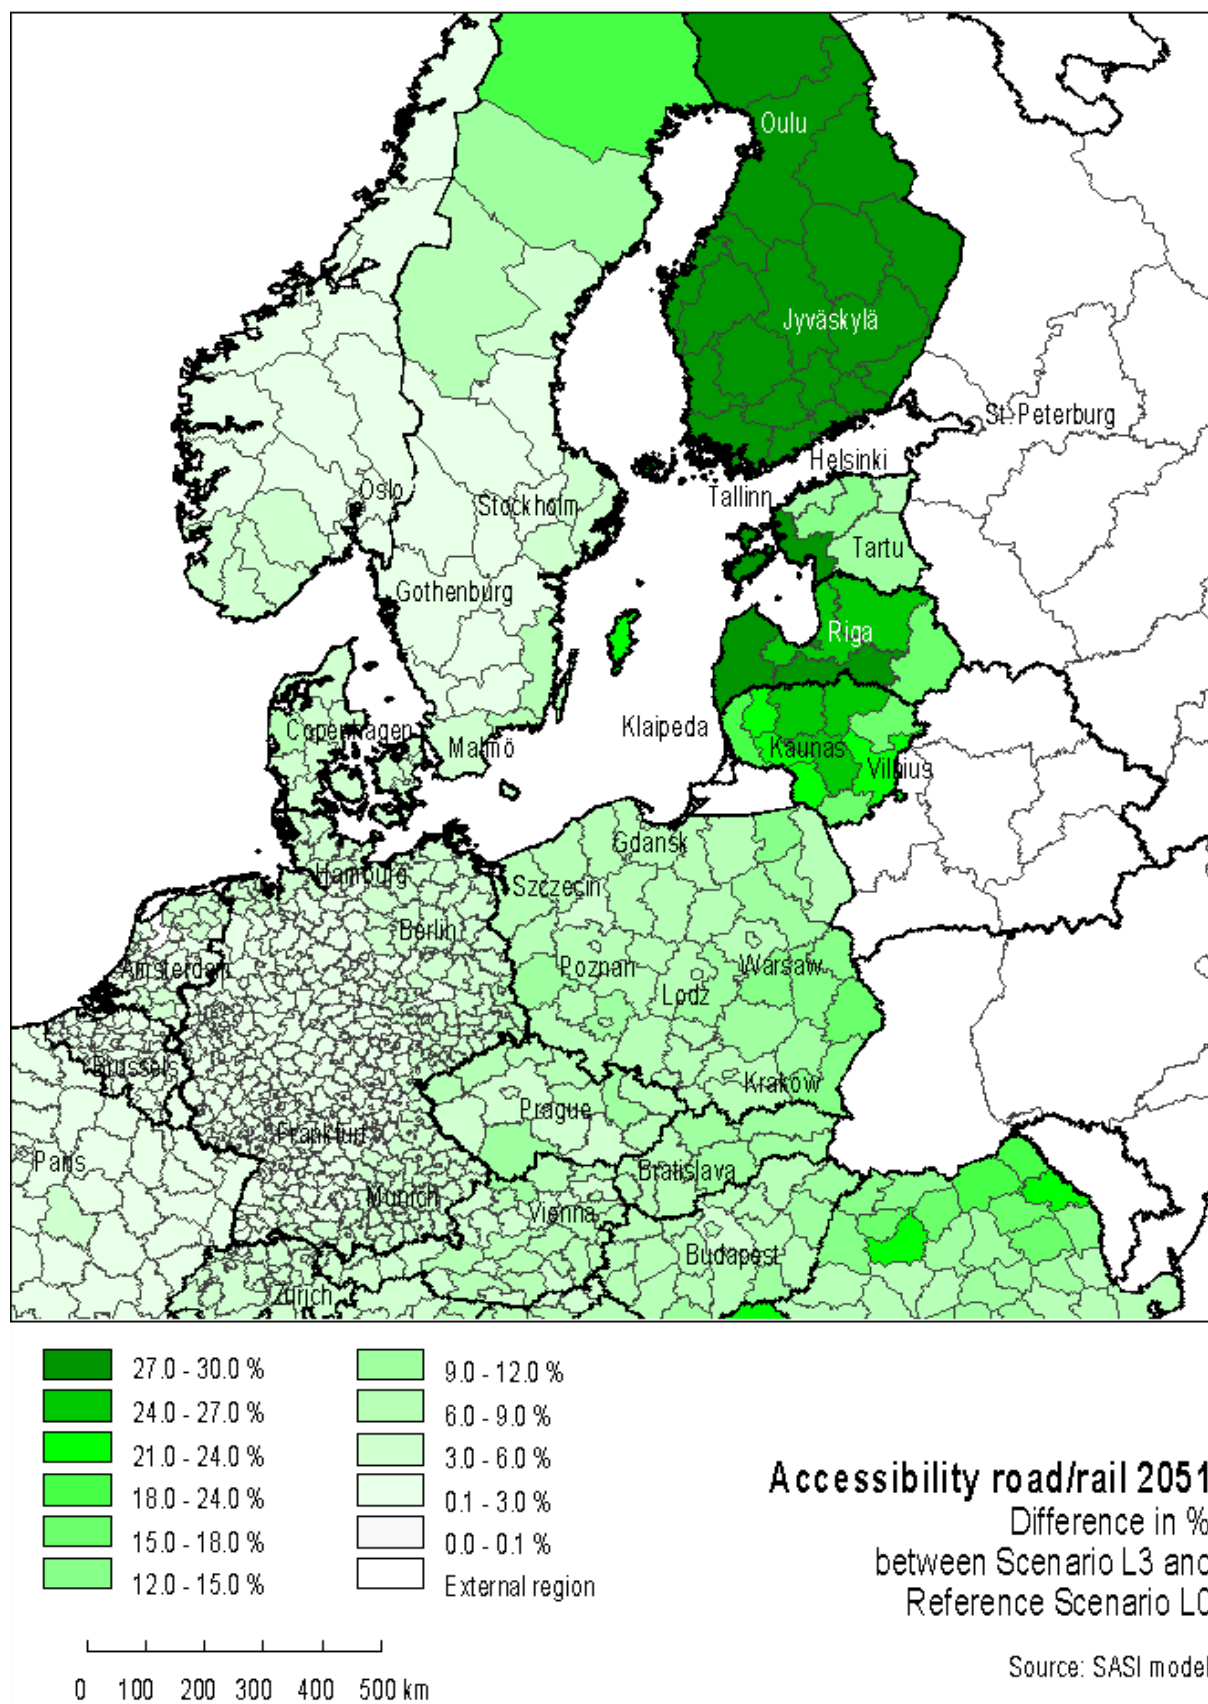 Oulu
Jyväskylä
St. Peterburg
Helsinki
Tallinn
Oslo
Stockholm
Tartu
Gothenburg
Riga
Klaipeda
Copenhagen
Malmö
Kaunas
Vilnius
Gdansk
Hamburg
Szczecin
Berlin
Amsterdam
Poznan
Warsaw
Lodz
Brussels
Krakow
Prague
Frankfurt
Paris
Bratislava
Munich
Vienna
Budapest
Zürich
27.0 - 30.0 %
24.0 - 27.0 %
21.0 - 24.0 %
18.0 - 24.0 %
15.0 - 18.0 %
12.0 - 15.0 %
9.0 - 12.0 %
6.0 - 9.0 %
3.0 - 6.0 %
0.1 - 3.0 %
0.0 - 0.1 %
External region
Accessibility road/rail 2051
Difference in %
between Scenario L3 and
Reference Scenario L0
Source: SASI model
0 100 200 300 400 500 km